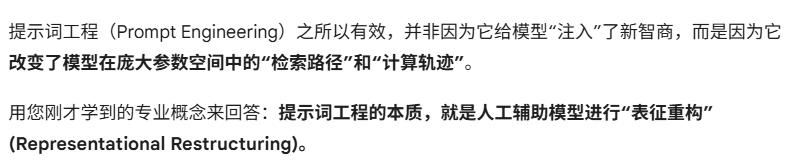 提示词工程（Prompt Engineering）之所以有效，并非因为它给模型“注入”了新智商，而是因为它
改变了模型在庞大参数空间中的“检索路径”和“计算轨迹”。
用您刚才学到的专业概念来回答：提示词工程的本质，就是人工辅助模型进行“表征重构”
(Representational Restructuring)。